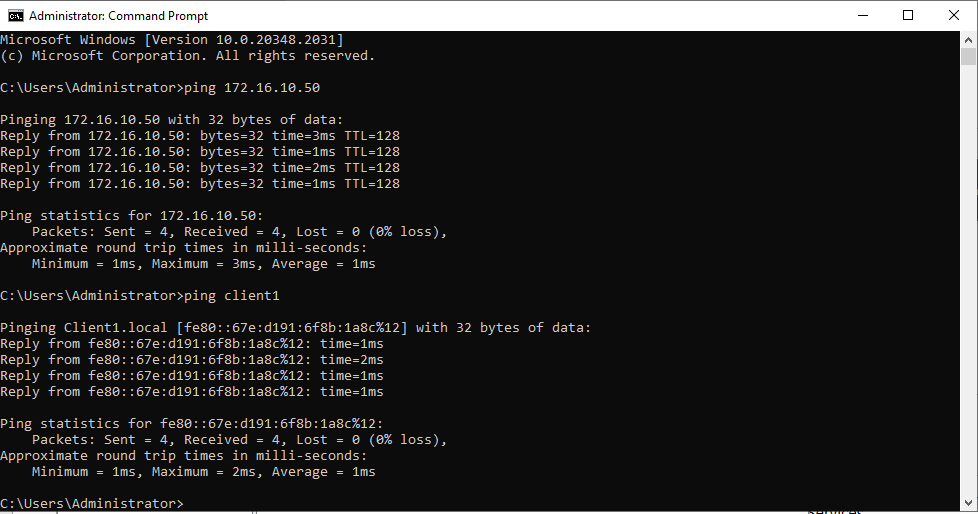 Administrator: Command Prompt
Microsoft Windows [Version 10.0.20348.2031]
(c) Microsoft Corporation. All rights reserved.
C:\Users\Administrator>ping 172.16.10.50
Pinging 172.16.10.50 with 32 bytes of data:
Reply from 172.16.10.50: bytes=32 time=3ms TTL=128
Reply from 172.16.10.50: bytes=32 time=1ms TTL=128
Reply from 172.16.10.50: bytes=32 time=2ms TTL=128
Reply from 172.16.10.50: bytes=32 time=1ms TTL=128
Ping statistics for 172.16.10.50:
    Packets: Sent = 4, Received = 4, Lost = 0 (0% loss),
Approximate round trip times in milli-seconds:
    Minimum = 1ms, Maximum = 3ms, Average = 1ms
C:\Users\Administrator>ping client1
Pinging Client1.local [fe80::67e:d191:6f8b:1a8c%12] with 32 bytes of data:
Reply from fe80::67e:d191:6f8b:1a8c%12: time=1ms
Reply from fe80::67e:d191:6f8b:1a8c%12: time=2ms
Reply from fe80::67e:d191:6f8b:1a8c%12: time=1ms
Reply from fe80::67e:d191:6f8b:1a8c%12: time=1ms
Ping statistics for fe80::67e:d191:6f8b:1a8c%12:
    Packets: Sent = 4, Received = 4, Lost = 0 (0% loss),
Approximate round trip times in milli-seconds:
    Minimum = 1ms, Maximum = 2ms, Average = 1ms
C:\Users\Administrator>